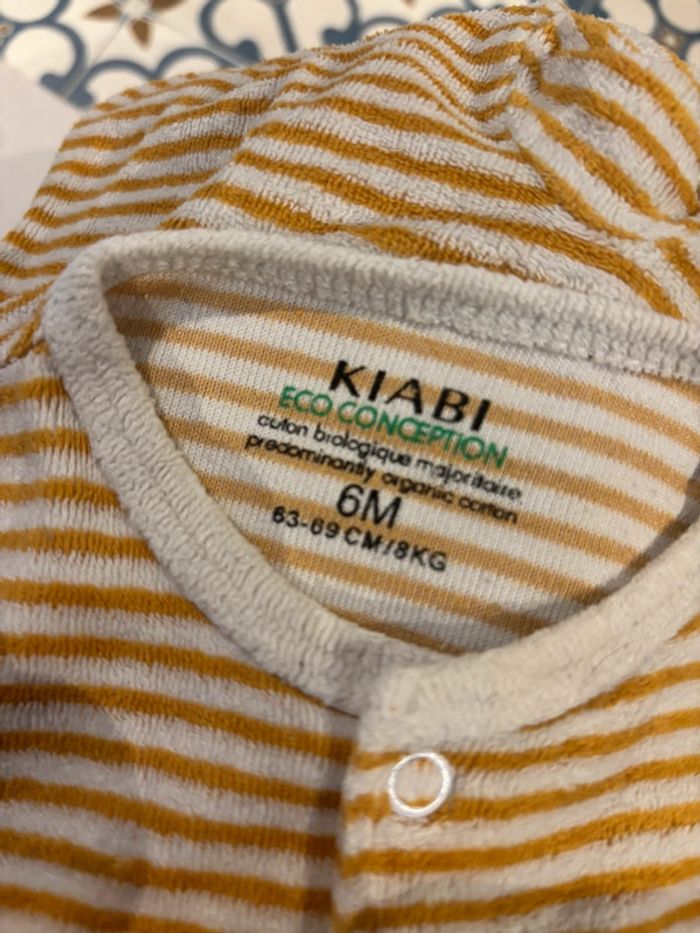 KIABI
ECO CONCEPTION
coton biologique majoritaire
predominantly organic cotton
6M
63-69 CM/8KG